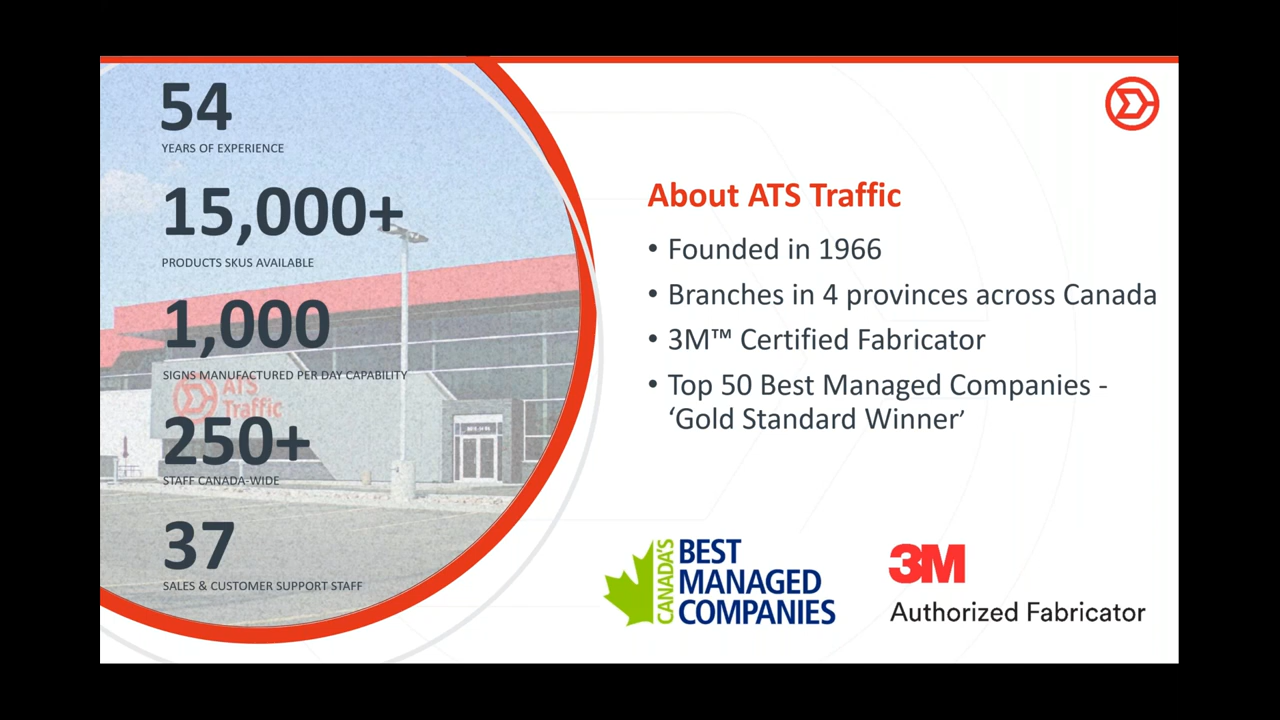 54
YEARS OF EXPERIENCE
15,000+
PRODUCTS SKUS AVAILABLE
1,000
SIGNS MANUFACTURED PER DAY CAPABILITY
ATS
Traffic
250+
STAFF CANADA-WIDE
37
SALES & CUSTOMER SUPPORT STAFF
About ATS Traffic
• Founded in 1966
• Branches in 4 provinces across Canada
• 3M™ Certified Fabricator
• Top 50 Best Managed Companies -
‘Gold Standard Winner’
CANADA'S
BEST
MANAGED
COMPANIES
3M
Authorized Fabricator